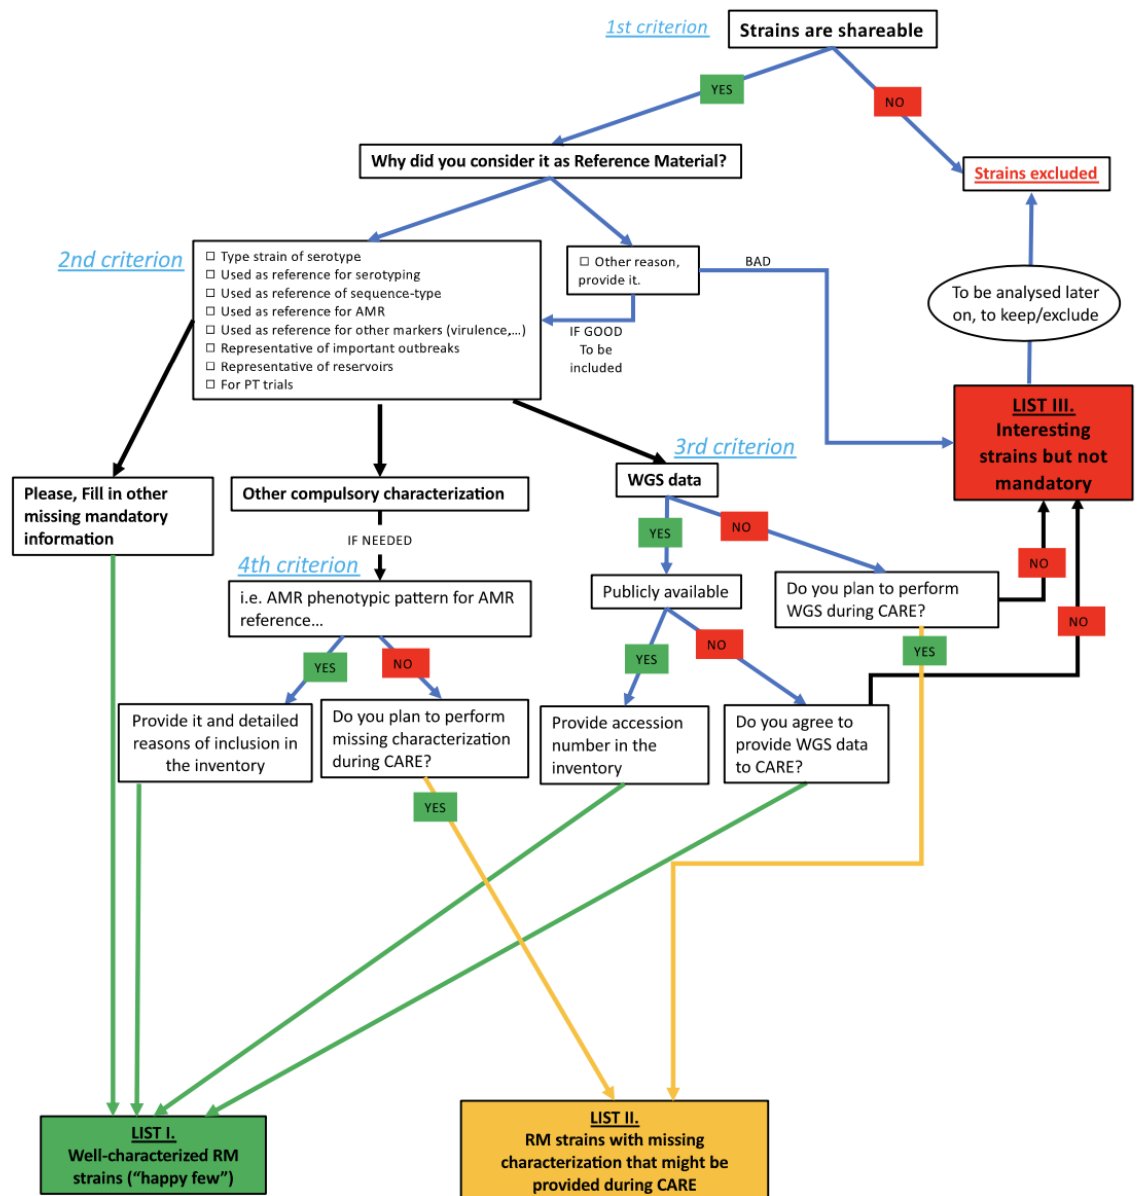 1st criterion
Strains are shareable
YES
NO
Why did you consider it as Reference Material?
Strains excluded
2nd criterion
☐ Type strain of serotype
☐ Used as reference for serotyping
☐ Used as reference of sequence-type
☐ Used as reference for AMR
☐ Used as reference for other markers (virulence,...)
☐ Representative of important outbreaks
☐ Representative of reservoirs
☐ For PT trials
☐ Other reason,
provide it.
BAD
IF GOOD
To be
included
To be analysed later
on, to keep/exclude
LIST III.
Interesting
strains but not
mandatory
3rd criterion
Please, Fill in other
missing mandatory
information
Other compulsory characterization
WGS data
IF NEEDED
YES
NO
NO
4th criterion
i.e. AMR phenotypic pattern for AMR
reference...
Publicly available
Do you plan to perform
WGS during CARE?
NO
YES
NO
YES
NO
YES
Provide it and detailed
reasons of inclusion in
the inventory
Do you plan to perform
missing characterization
during CARE?
Provide accession
number in the
inventory
Do you agree to
provide WGS data
to CARE?
YES
LIST I.
Well-characterized RM
strains ("happy few")
LIST II.
RM strains with missing
characterization that might be
provided during CARE